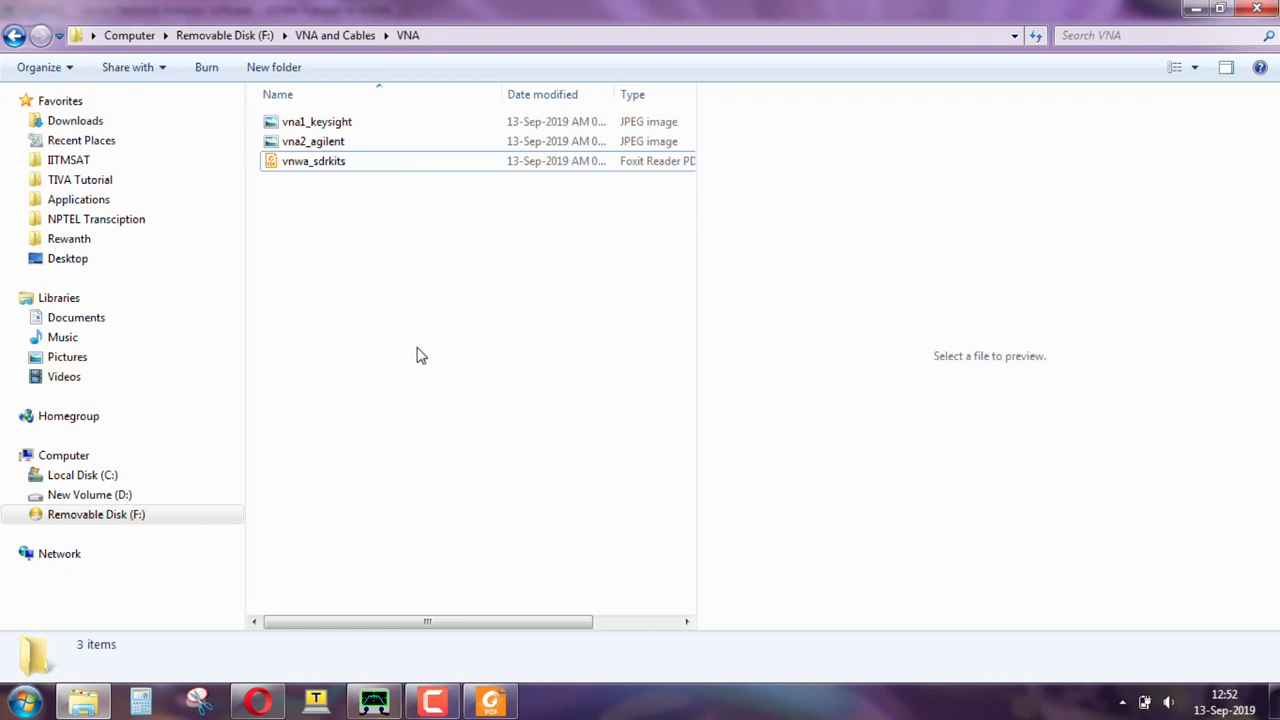 Computer Removable Disk (F:) VNA and Cables VNA
Search VNA
Organize Share with Burn New folder
Favorites
Downloads
Recent Places
IITMSAT
TIVA Tutorial
Applications
NPTEL Transciption
Rewanth
Desktop
Libraries
Documents
Music
Pictures
Videos
Homegroup
Computer
Local Disk (C:)
New Volume (D:)
Removable Disk (F:)
Network
Name Date modified Type
vna1_keysight 13-Sep-2019 AM 0... JPEG image
vna2_agilent 13-Sep-2019 AM 0... JPEG image
vnwa_sdrkits 13-Sep-2019 AM 0... Foxit Reader PD
Select a file to preview.
3 items
T
G
PDF
12:52
13-Sep-2019